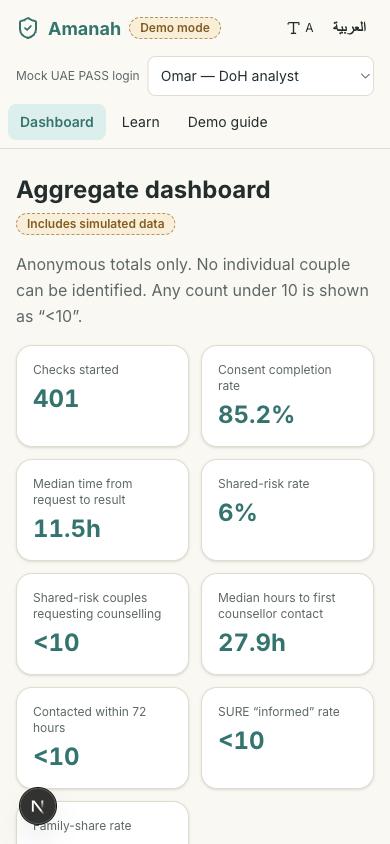 Amanah
Demo mode
A
العربية
Mock UAE PASS login
Omar — DoH analyst
Dashboard
Learn
Demo guide
Aggregate dashboard
Includes simulated data
Anonymous totals only. No individual couple
can be identified. Any count under 10 is shown
as “<10”.
Checks started
401
Consent completion
rate
85.2%
Median time from
request to result
11.5h
Shared-risk rate
6%
Shared-risk couples
requesting counselling
<10
Median hours to first
counsellor contact
27.9h
Contacted within 72
hours
<10
SURE “informed” rate
<10
N
Family-share rate